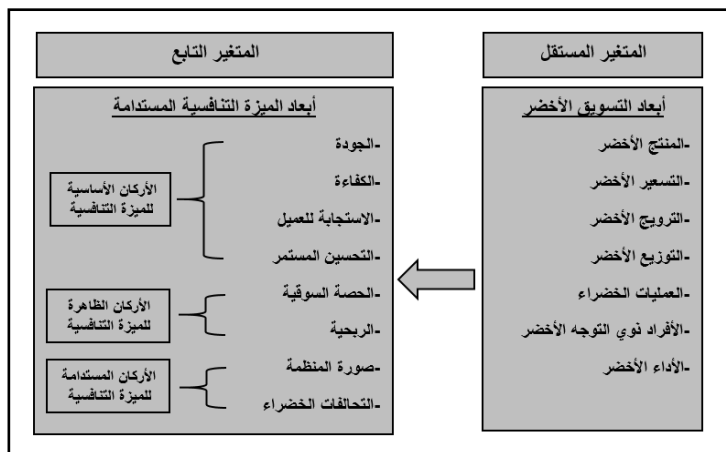 المتغير المستقل
أبعاد التسويق الأخضر
-المنتج الأخضر
-التسعير الأخضر
-الترويج الأخضر
-التوزيع الأخضر
-العمليات الخضراء
-الأفراد ذوي التوجه الأخضر
-الأداء الأخضر
المتغير التابع
أبعاد الميزة التنافسية المستدامة
-الجودة
-الكفاءة
-الاستجابة للعميل
-التحسين المستمر
-الحصة السوقية
-الربحية
-صورة المنظمة
-التحالفات الخضراء
الأركان الأساسية
للميزة التنافسية
الأركان الظاهرة
للميزة التنافسية
الأركان المستدامة
للميزة التنافسية